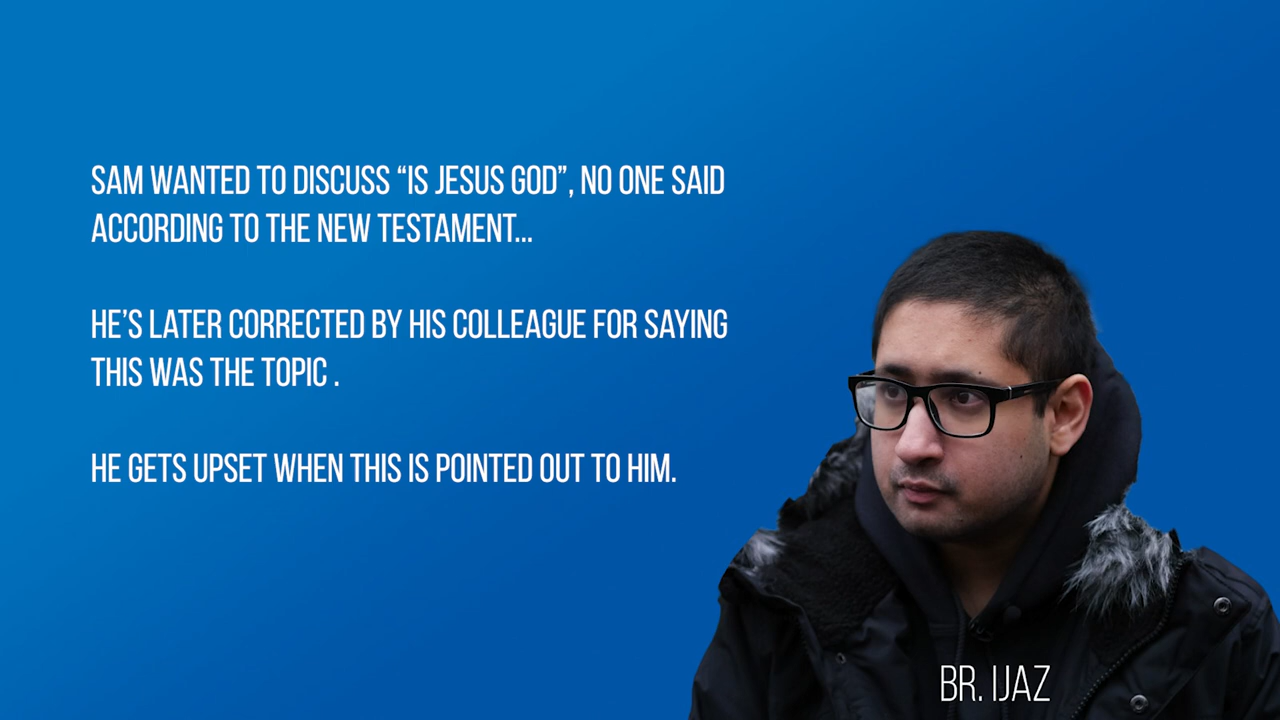 SAM WANTED TO DISCUSS “IS JESUS GOD”, NO ONE SAID
ACCORDING TO THE NEW TESTAMENT...
HE’S LATER CORRECTED BY HIS COLLEAGUE FOR SAYING
THIS WAS THE TOPIC .
HE GETS UPSET WHEN THIS IS POINTED OUT TO HIM.
BR. IJAZ